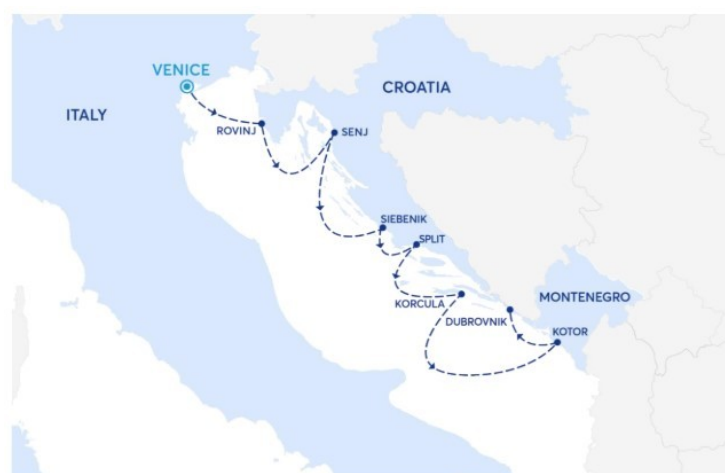 VENICE
CROATIA
ITALY
ROVINJ
SENJ
SIEBENIK
SPLIT
MONTENEGRO
KORCULA
DUBROVNIK
KOTOR